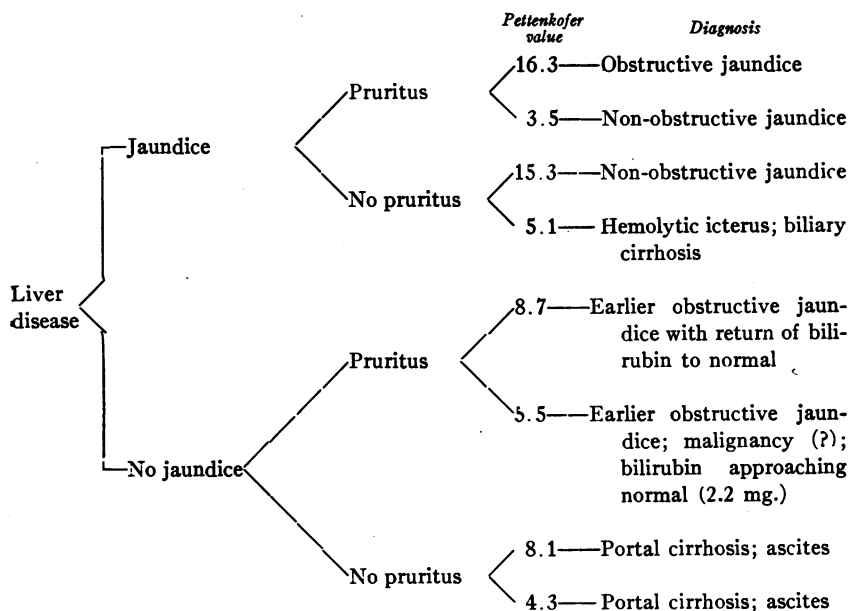 Pettenkofer value Diagnosis
16.3 Obstructive jaundice
Pruritus
3.5 Non-obstructive jaundice
Jaundice
15.3 Non-obstructive jaundice
No pruritus
5.1 Hemolytic icterus; biliary
cirrhosis
Liver
disease
8.7 Earlier obstructive jaun-
dice with return of bili-
rubin to normal
Pruritus
5.5 Earlier obstructive jaun-
dice; malignancy (?);
bilirubin approaching
normal (2.2 mg.)
No jaundice
8.1 Portal cirrhosis; ascites
No pruritus
4.3 Portal cirrhosis; ascites